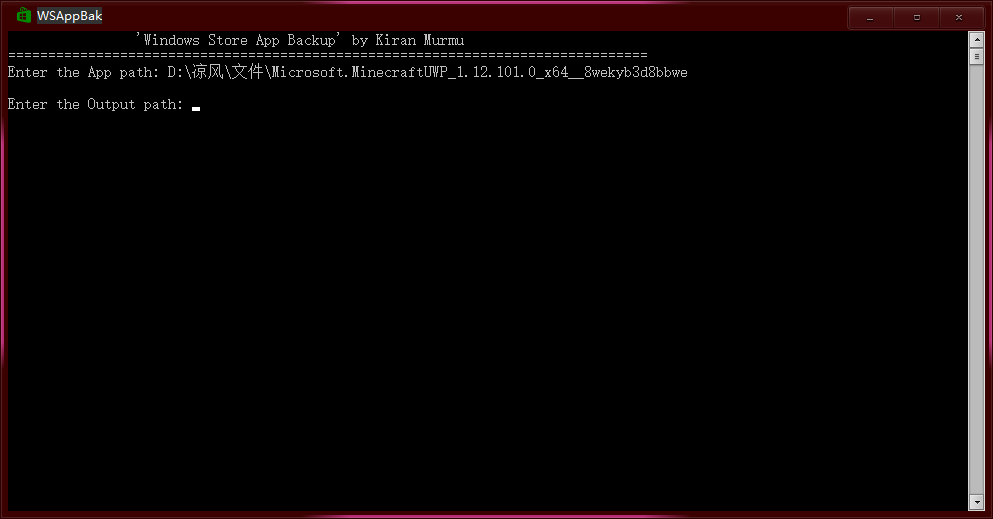 WSAppBak
'Windows Store App Backup' by Kiran Murmu
================================================================================
Enter the App path: D:\凉风\文件\Microsoft.MinecraftUWP_1.12.101.0_x64__8wekyb3d8bbwe
Enter the Output path: